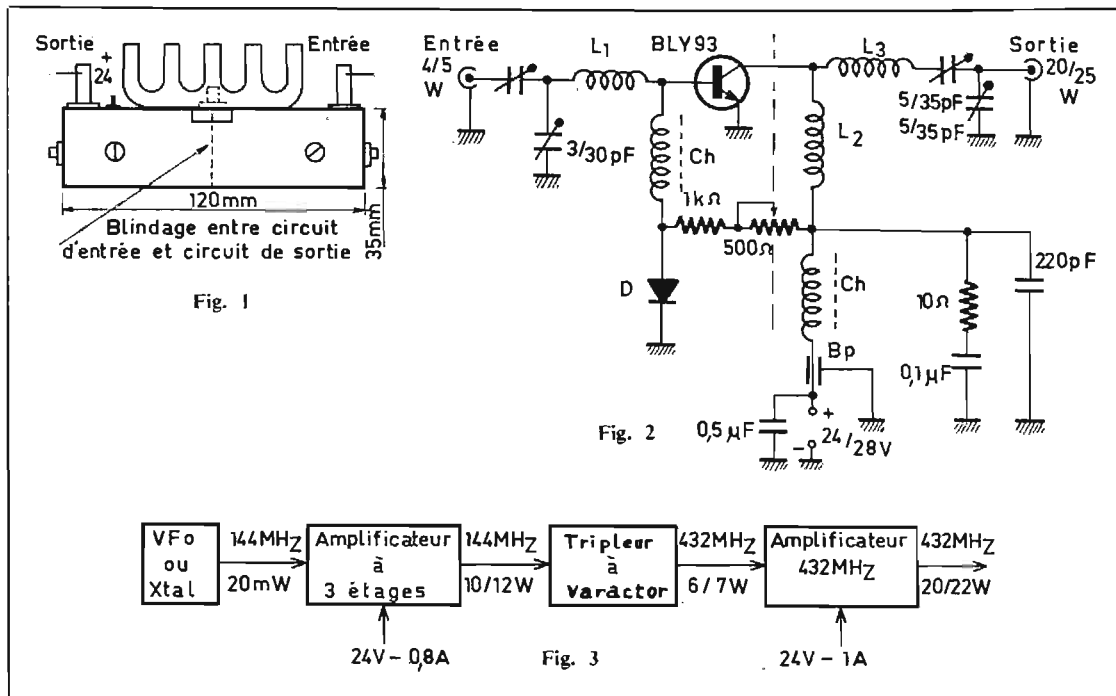 Sortie
+
24
Entrée
120mm
35mm
Blindage entre circuit
d'entrée et circuit de sortie
Fig. 1
Entrée
4/5
W
L1
BLY93
L3
Sortie
20/25
W
3/30pF
Ch
1kΩ
500Ω
L2
5/35pF
5/35pF
D
Ch
Bp
220pF
10Ω
0,1µF
0,5µF
+
24/28V
-
Fig. 2
VFo
ou
Xtal
144MHz
20mW
Amplificateur
à
3 étages
144MHz
10/12W
Tripleur
à
varactor
432MHz
6/7W
Amplificateur
432MHz
432MHz
20/22W
24V-0,8A
Fig. 3
24V-1A